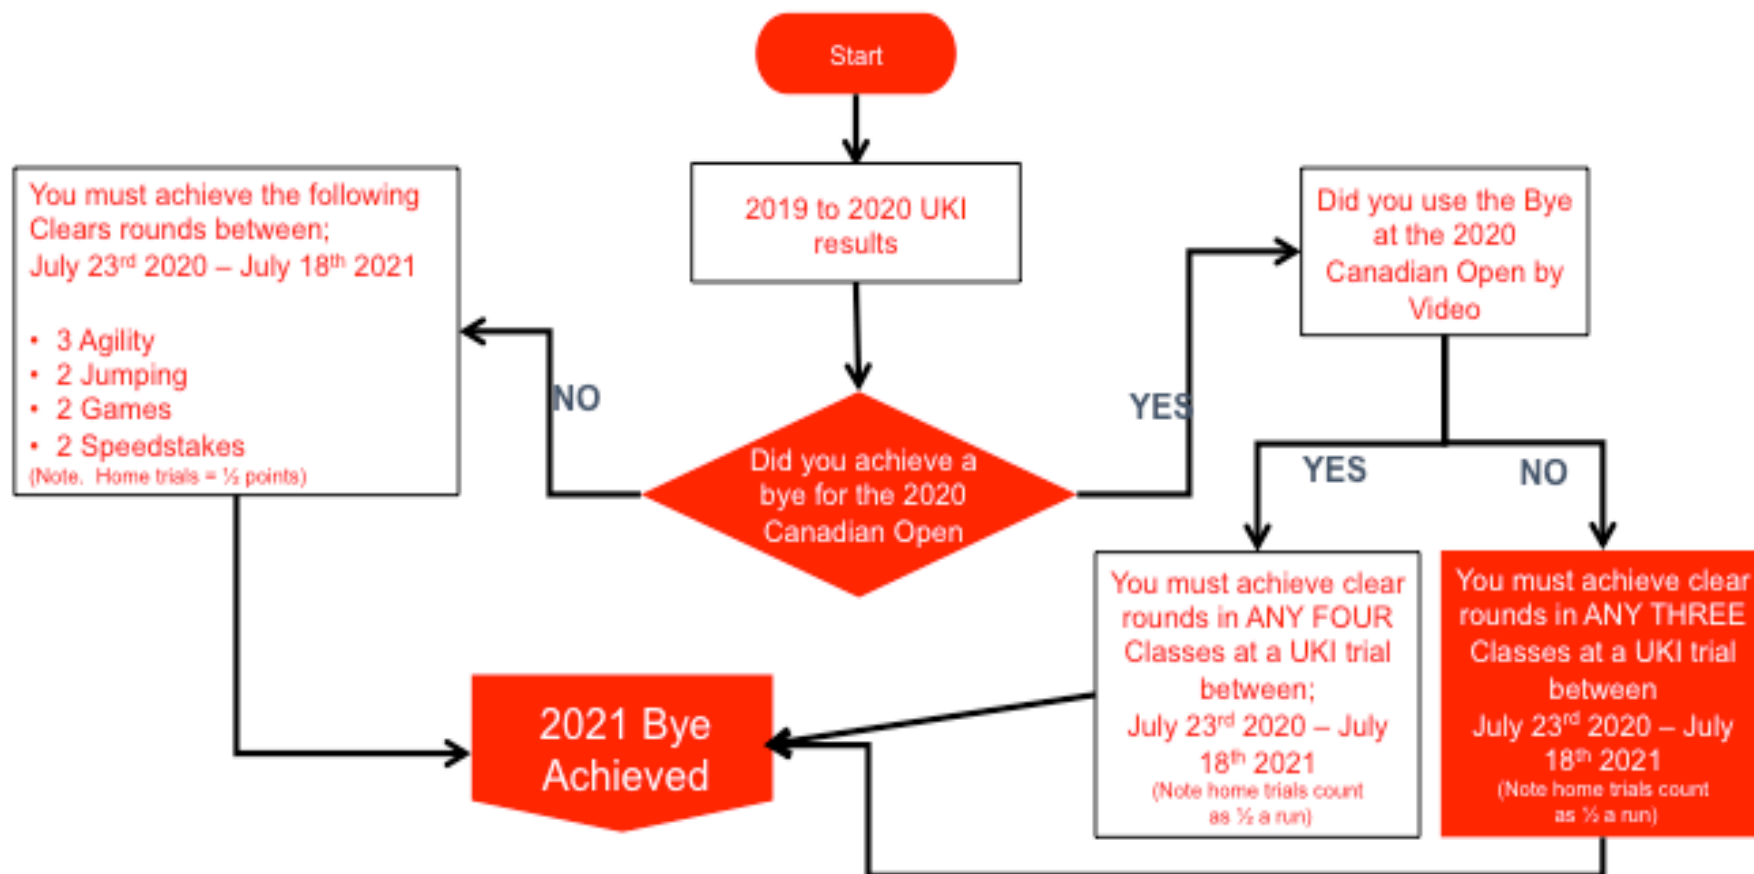 Start
2019 to 2020 UKI
results
You must achieve the following
Clears rounds between;
July 23rd 2020 – July 18th 2021
• 3 Agility
• 2 Jumping
• 2 Games
• 2 Speedstakes
(Note. Home trials = ½ points)
NO
Did you achieve a
bye for the 2020
Canadian Open
YES
Did you use the Bye
at the 2020
Canadian Open by
Video
YES
NO
You must achieve clear
rounds in ANY FOUR
Classes at a UKI trial
between;
July 23rd 2020 – July
18th 2021
(Note home trials count
as ½ a run)
You must achieve clear
rounds in ANY THREE
Classes at a UKI trial
between
July 23rd 2020 – July
18th 2021
(Note home trials count
as ½ a run)
2021 Bye
Achieved